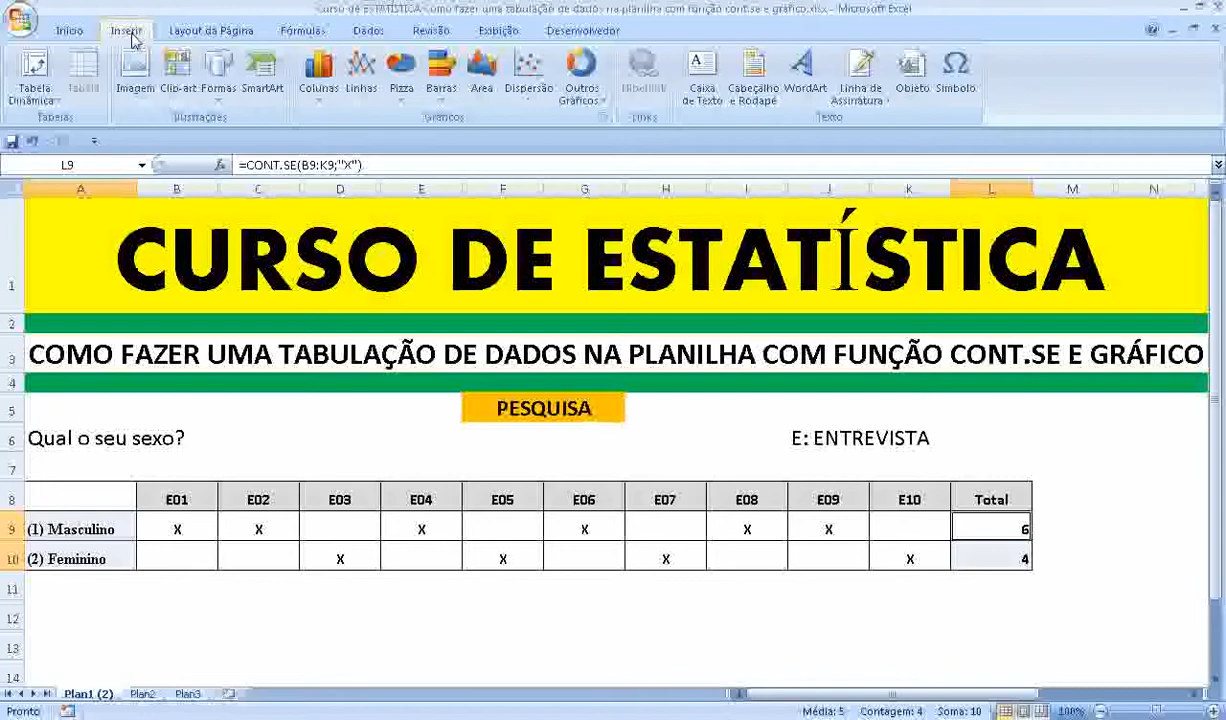 Curso de ESTATÍSTICA Como fazer uma tabulação de dados na planilha com função cont.se e gráfico.xlsx - Microsoft Excel
Início Inserir Layout da Página Fórmulas Dados Revisão Exibição Desenvolvedor
Tabela Dinâmica Tabela Imagem Clip-art Formas SmartArt Colunas Linhas Pizza Barras Área Dispersão Outros Gráficos Hiperlink Caixa de Texto Cabeçalho e Rodapé WordArt Linha de Assinatura Objeto Símbolo
Tabelas Ilustrações Gráficos Links Texto
L9 fx =CONT.SE(B9:K9;"X")
A B C D E F G H I J K L M N
1 CURSO DE ESTATÍSTICA
2
3 COMO FAZER UMA TABULAÇÃO DE DADOS NA PLANILHA COM FUNÇÃO CONT.SE E GRÁFICO
4
5 PESQUISA
6 Qual o seu sexo? E: ENTREVISTA
7
8 E01 E02 E03 E04 E05 E06 E07 E08 E09 E10 Total
9 (1) Masculino X X X X X X 6
10 (2) Feminino X X X X 4
11
12
13
14
Plan1 (2) Plan2 Plan3
Pronto Média: 5 Contagem: 4 Soma: 10 100%